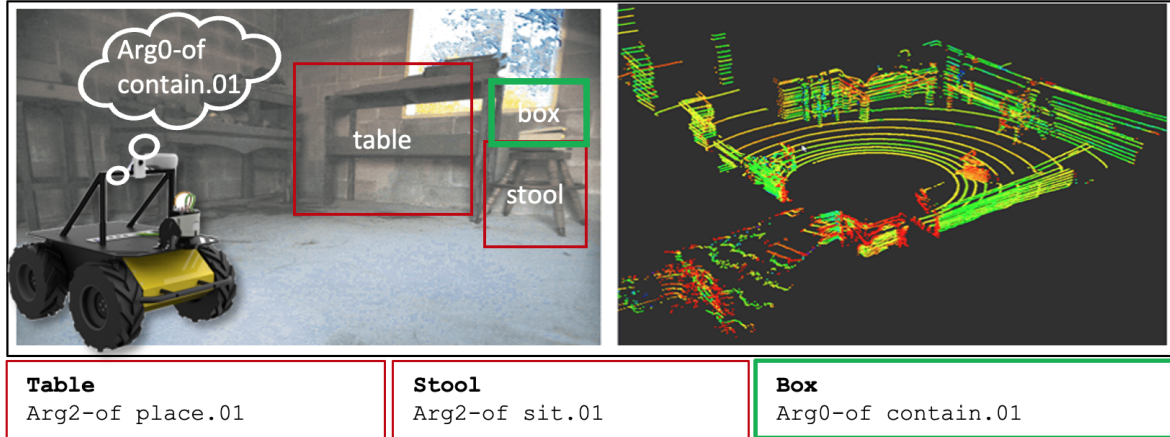 Arg0-of
contain.01
table
box
stool
Table
Arg2-of place.01
Stool
Arg2-of sit.01
Box
Arg0-of contain.01